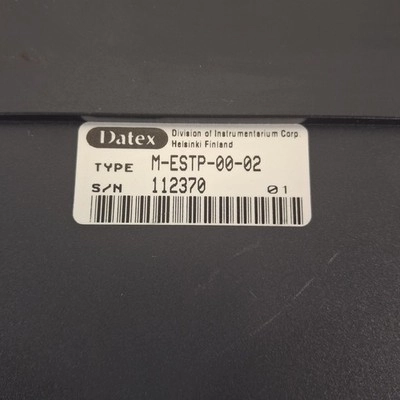 Datex Division of Instrumentarium Corp.
Helsinki Finland
TYPE M-ESTP-00-02
S/N 112370 01